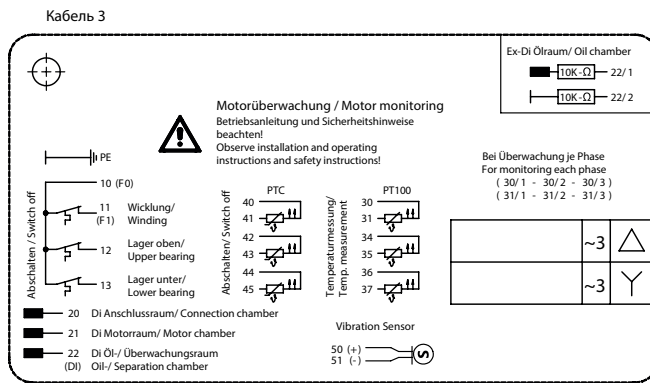 Кабель 3
Ex-Di Ölraum/ Oil chamber
10K-Ω 22/1
10K-Ω 22/2
Motorüberwachung / Motor monitoring
Betriebsanleitung und Sicherheitshinweise
beachten!
Observe installation and operating
instructions and safety instructions!
Bei Überwachung je Phase
For monitoring each phase
( 30/1 - 30/2 - 30/3 )
( 31/1 - 31/2 - 31/3 )
~3
~3
PE
Abschalten / Switch off
10 (F0)
11 Wicklung/
(F1) Winding
12 Lager oben/
Upper bearing
13 Lager unter/
Lower bearing
Abschalten/ Switch off
PTC
40
41
42
43
44
45
Temperaturmessung/
Temp. measurement
PT100
30
31
34
35
36
37
20 Di Anschlussraum/ Connection chamber
21 Di Motorraum/ Motor chamber
22 Di Öl-/ Überwachungsraum
(DI) Oil-/ Separation chamber
Vibration Sensor
50 (+)
51 (-)
S